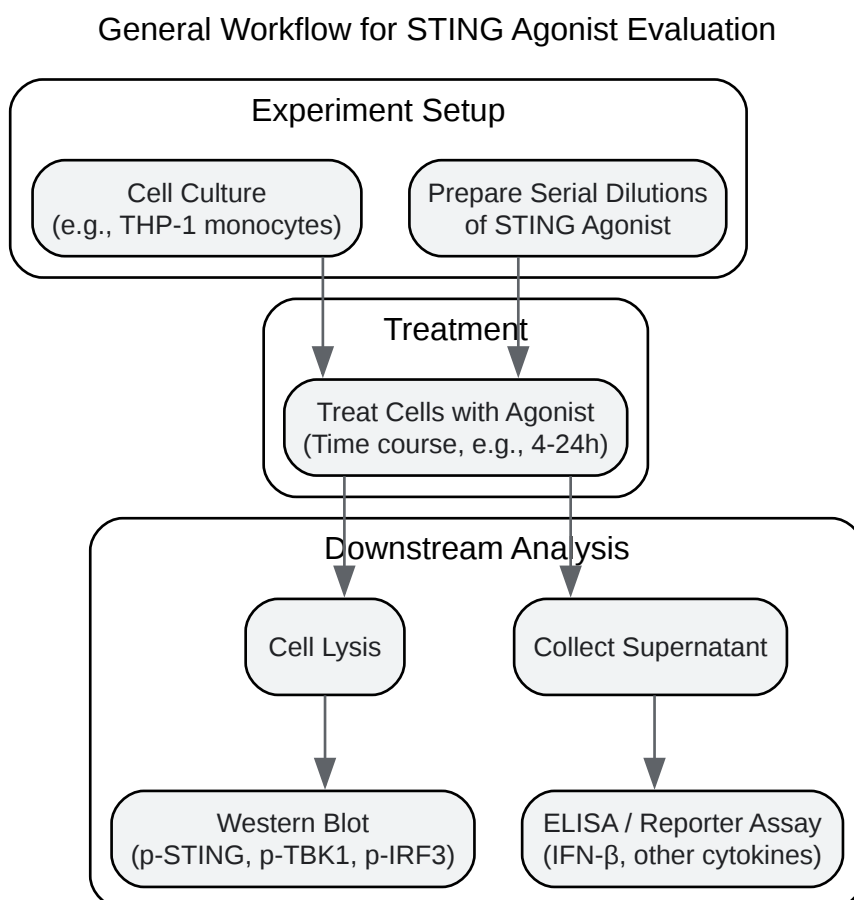 General Workflow for STING Agonist Evaluation
Experiment Setup
Cell Culture
(e.g., THP-1 monocytes)
Prepare Serial Dilutions
of STING Agonist
Treatment
Treat Cells with Agonist
(Time course, e.g., 4-24h)
Downstream Analysis
Cell Lysis
Collect Supernatant
Western Blot
(p-STING, p-TBK1, p-IRF3)
ELISA / Reporter Assay
(IFN-β, other cytokines)